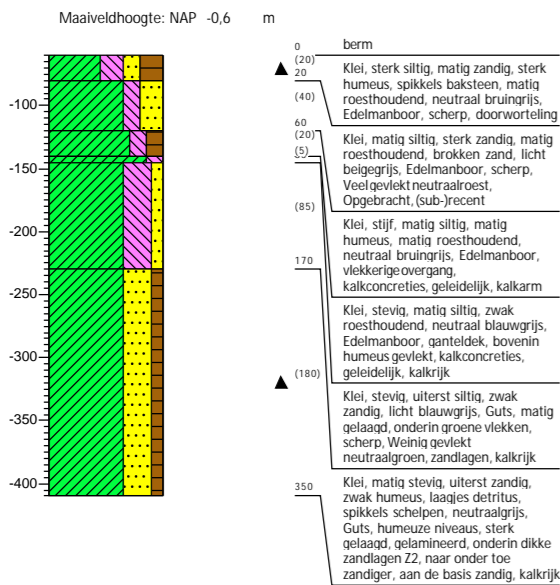 Maaiveldhoogte: NAP -0,6 m
-100
-150
-200
-250
-300
-350
-400
0
(20)
20
(40)
60
(20)
(5)
(85)
170
(180)
350
berm
Klei, sterk siltig, matig zandig, sterk
humeus, spikkels baksteen, matig
roesthoudend, neutraal bruingrijs,
Edelmanboor, scherp, doorworteling
Klei, matig siltig, sterk zandig, matig
roesthoudend, brokken zand, licht
beigegrijs, Edelmanboor, scherp,
Veel gevlekt neutraalroest,
Opgebracht, (sub-)recent
Klei, stijf, matig siltig, matig
humeus, matig roesthoudend,
neutraal bruingrijs, Edelmanboor,
vlekkerige overgang,
kalkconcreties, geleidelijk, kalkarm
Klei, stevig, matig siltig, zwak
roesthoudend, neutraal blauwgrijs,
Edelmanboor, ganteldek, bovenin
humeus gevlekt, kalkconcreties,
geleidelijk, kalkrijk
Klei, stevig, uiterst siltig, zwak
zandig, licht blauwgrijs, Guts, matig
gelaagd, onderin groene vlekken,
scherp, Weinig gevlekt
neutraalgroen, zandlagen, kalkrijk
Klei, matig stevig, uiterst zandig,
zwak humeus, laagjes detritus,
spikkels schelpen, neutraalgrijs,
Guts, humeuze niveaus, sterk
gelaagd, gelamineerd, onderin dikke
zandlagen Z2, naar onder toe
zandiger, aan de basis zandig, kalkrijk